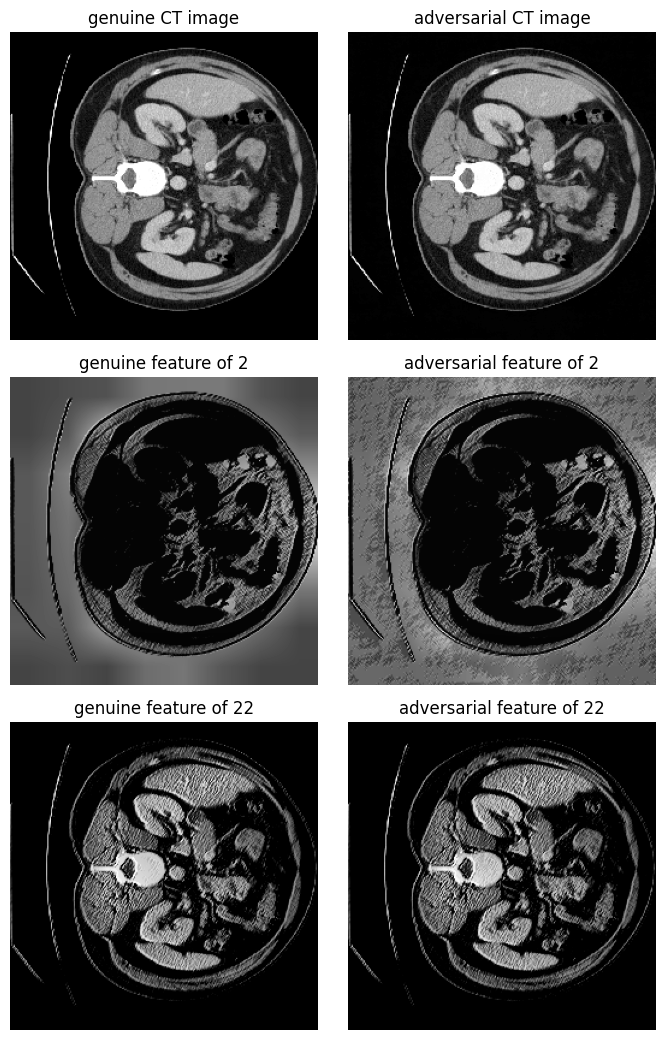 genuine CT image
adversarial CT image
genuine feature of 2
adversarial feature of 2
genuine feature of 22
adversarial feature of 22